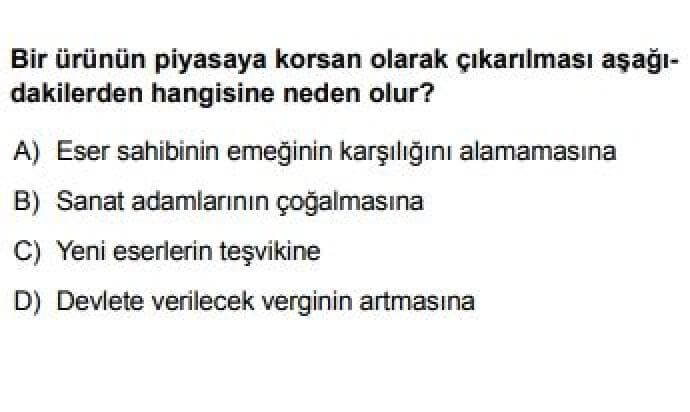 Bir ürünün piyasaya korsan olarak çıkarılması aşağı-
dakilerden hangisine neden olur?
A) Eser sahibinin emeğinin karşılığını alamamasına
B) Sanat adamlarının çoğalmasına
C) Yeni eserlerin teşvikine
D) Devlete verilecek verginin artmasına